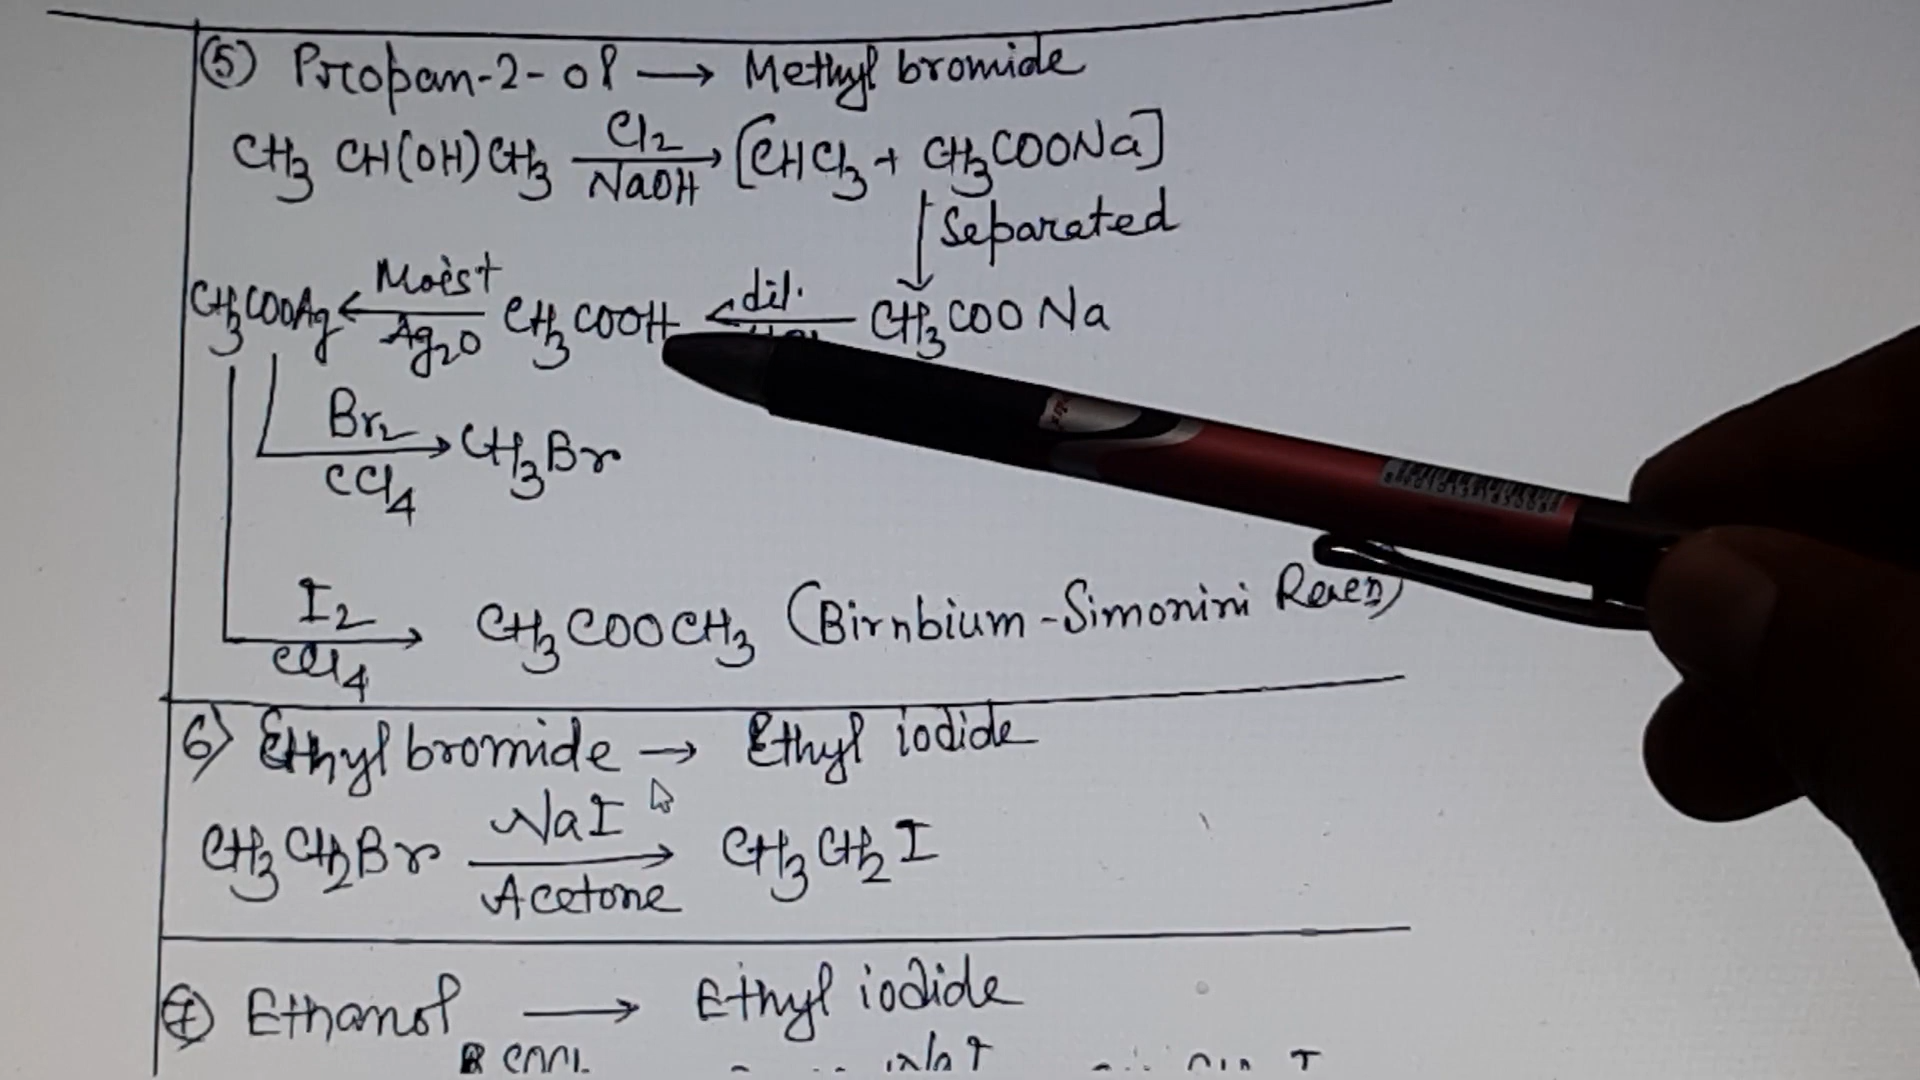 (5) Propan-2-ol → Methyl bromide
CH3 CH(OH) CH3 Cl2 / NaOH → [CHCl3 + CH3COONa]
↓ Separated
CH3COOAg ← Moist / Ag2O CH3COOH ← dil. CH3COO Na
Br2 / CCl4 → CH3Br
I2 / CCl4 → CH3COOCH3 (Birnbium-Simonini Reacn)
6) Ethyl bromide → Ethyl iodide
CH3CH2Br NaI / Acetone → CH3CH2I
(7) Ethanol → Ethyl iodide